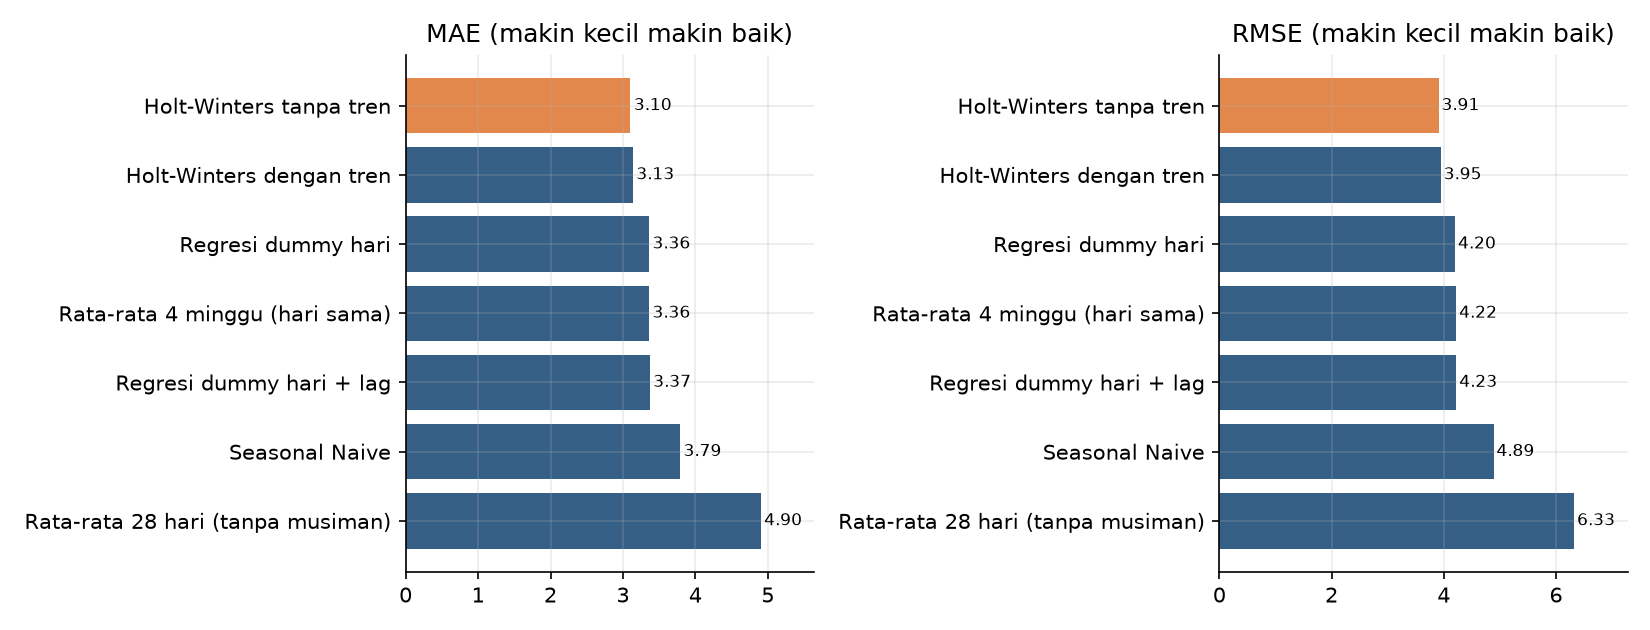 MAE (makin kecil makin baik)
Holt-Winters tanpa tren
3.10
Holt-Winters dengan tren
3.13
Regresi dummy hari
3.36
Rata-rata 4 minggu (hari sama)
3.36
Regresi dummy hari + lag
3.37
Seasonal Naive
3.79
Rata-rata 28 hari (tanpa musiman)
4.90
0 1 2 3 4 5
RMSE (makin kecil makin baik)
Holt-Winters tanpa tren
3.91
Holt-Winters dengan tren
3.95
Regresi dummy hari
4.20
Rata-rata 4 minggu (hari sama)
4.22
Regresi dummy hari + lag
4.23
Seasonal Naive
4.89
Rata-rata 28 hari (tanpa musiman)
6.33
0 2 4 6